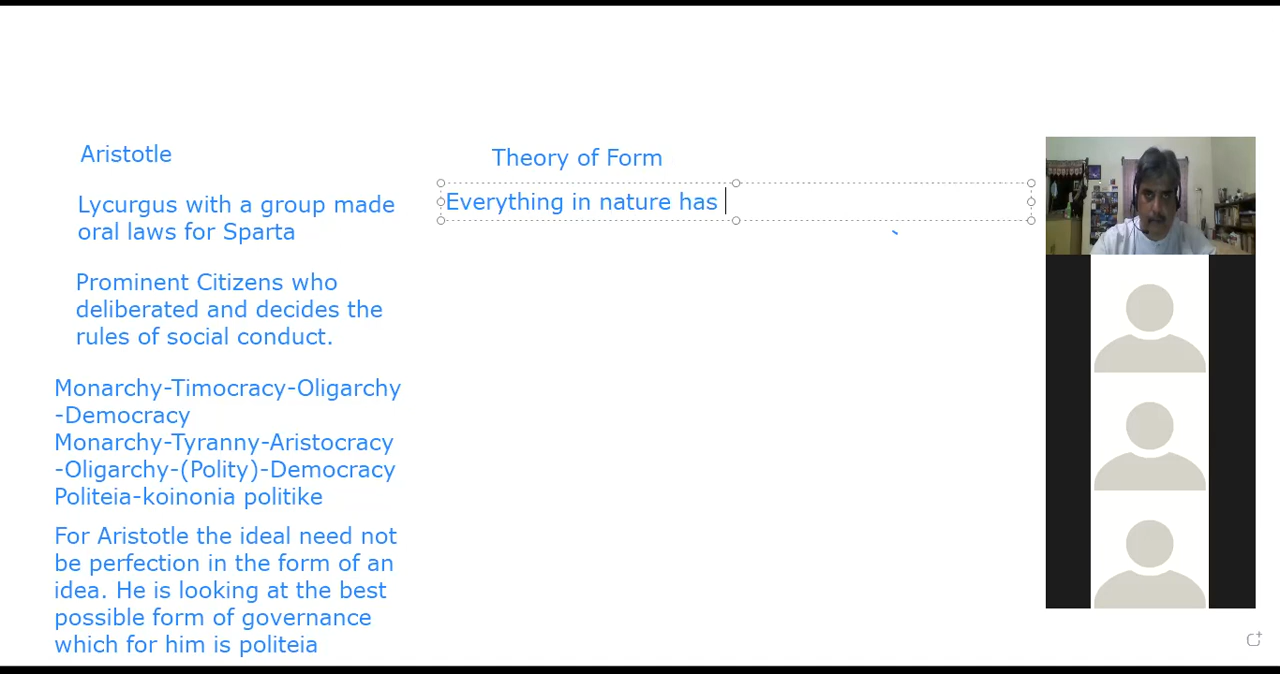 Aristotle
Lycurgus with a group made
oral laws for Sparta
Prominent Citizens who
deliberated and decides the
rules of social conduct.
Monarchy-Timocracy-Oligarchy
-Democracy
Monarchy-Tyranny-Aristocracy
-Oligarchy-(Polity)-Democracy
Politeia-koinonia politike
For Aristotle the ideal need not
be perfection in the form of an
idea. He is looking at the best
possible form of governance
which for him is politeia
Theory of Form
Everything in nature has